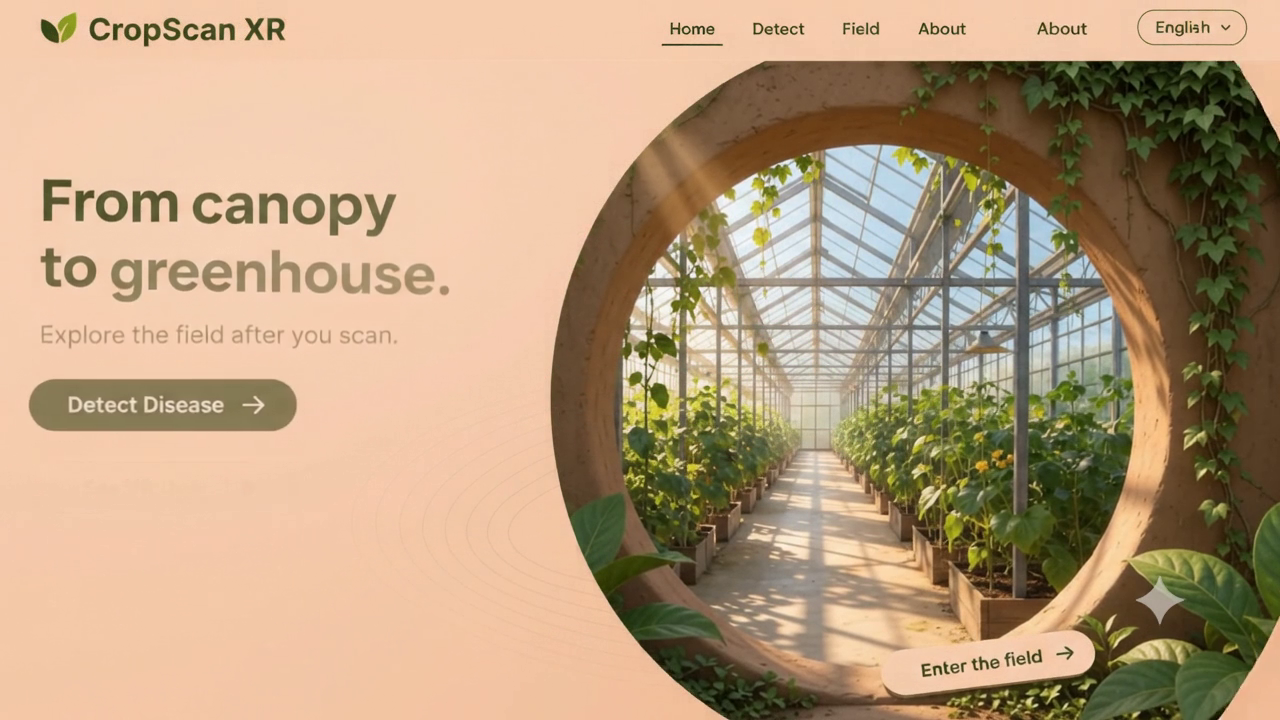 CropScan XR
Home
Detect
Field
About
About
English
From canopy
to greenhouse.
Explore the field after you scan.
Detect Disease
Enter the field